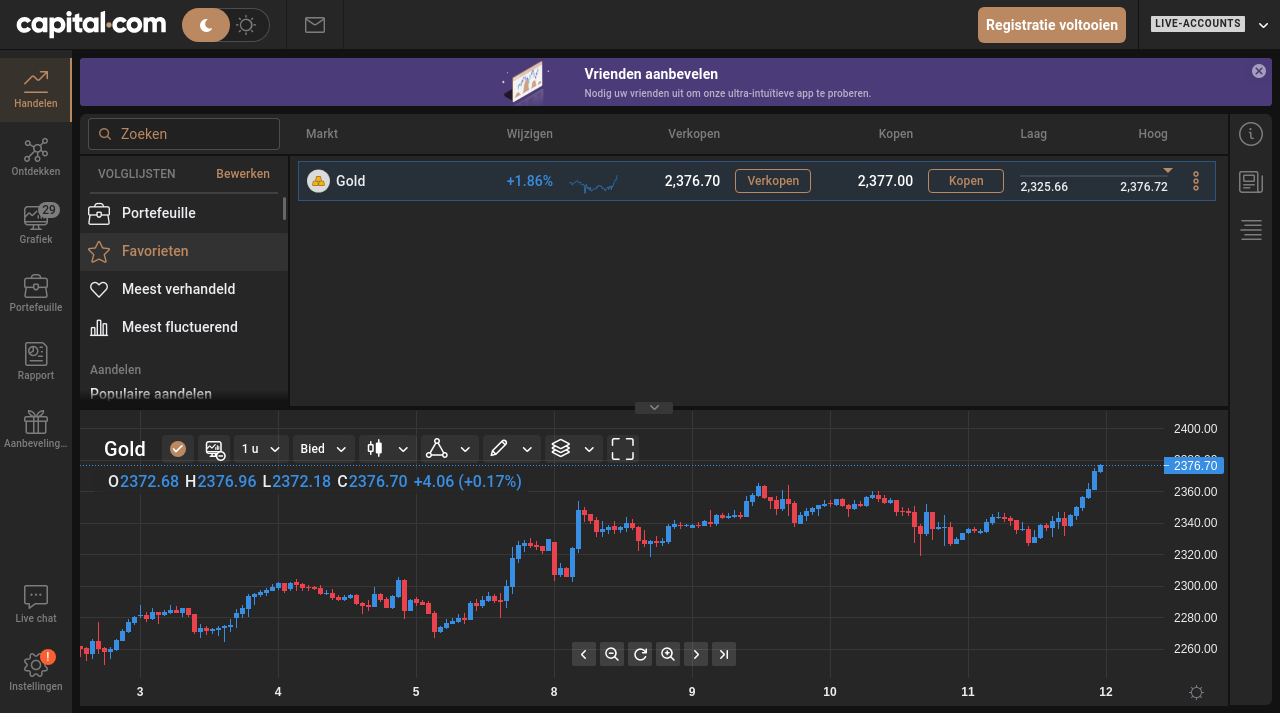 capital.com
Registratie voltooien
LIVE-ACCOUNTS
Handelen
Ontdekken
29
Grafiek
Portefeuille
Rapport
Aanbeveling...
Live chat
!
Instellingen
Vrienden aanbevelen
Nodig uw vrienden uit om onze ultra-intuïtieve app te proberen.
Zoeken
Markt Wijzigen Verkopen Kopen Laag Hoog
VOLGLIJSTEN Bewerken
Portefeuille
Favorieten
Meest verhandeld
Meest fluctuerend
Aandelen
Populaire aandelen
Gold +1.86% 2,376.70 Verkopen 2,377.00 Kopen 2,325.66 2,376.72
Gold 1 u Bied
O2372.68 H2376.96 L2372.18 C2376.70 +4.06 (+0.17%)
2400.00
2376.70
2360.00
2340.00
2320.00
2300.00
2280.00
2260.00
3 4 5 8 9 10 11 12